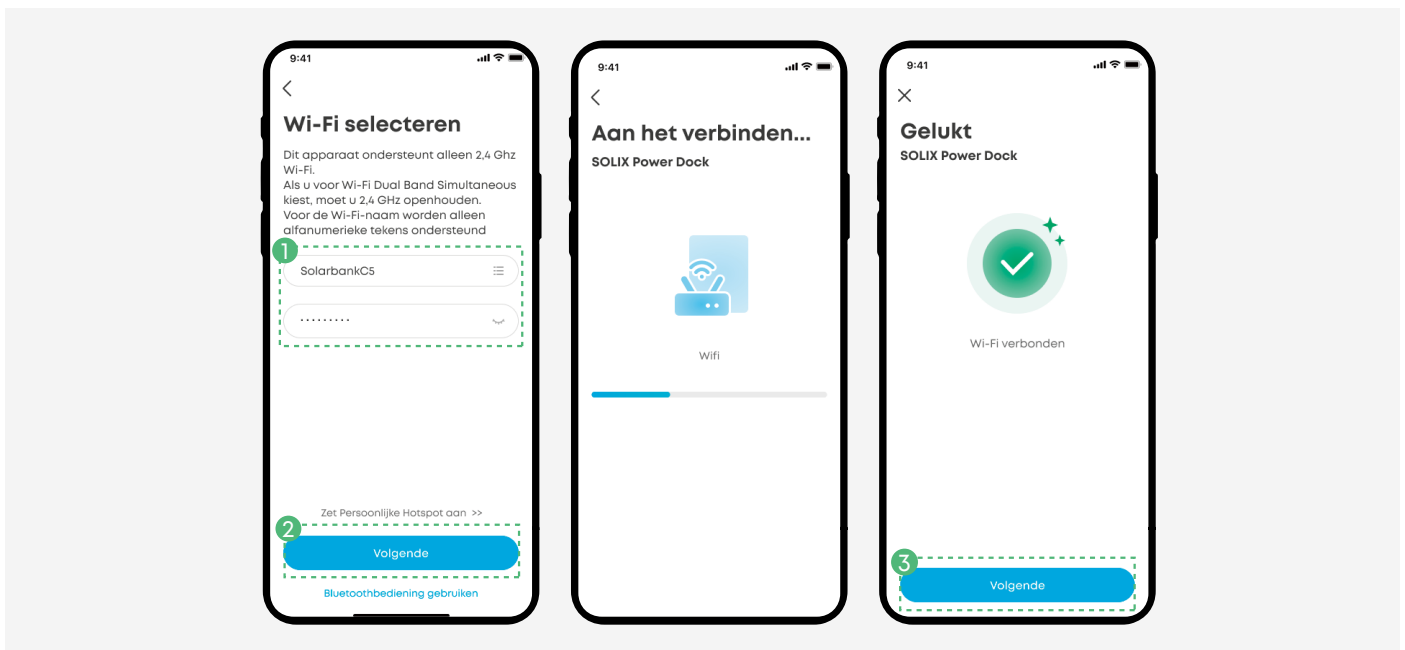 9:41
Wi-Fi selecteren
Dit apparaat ondersteunt alleen 2,4 Ghz
Wi-Fi.
Als u voor Wi-Fi Dual Band Simultaneous
kiest, moet u 2,4 GHz openhouden.
Voor de Wi-Fi-naam worden alleen
alfanumerieke tekens ondersteund
1
SolarbankC5
·········
Zet Persoonlijke Hotspot aan >>
2
Volgende
Bluetoothbediening gebruiken
9:41
Aan het verbinden...
SOLIX Power Dock
Wifi
9:41
Gelukt
SOLIX Power Dock
Wi-Fi verbonden
3
Volgende